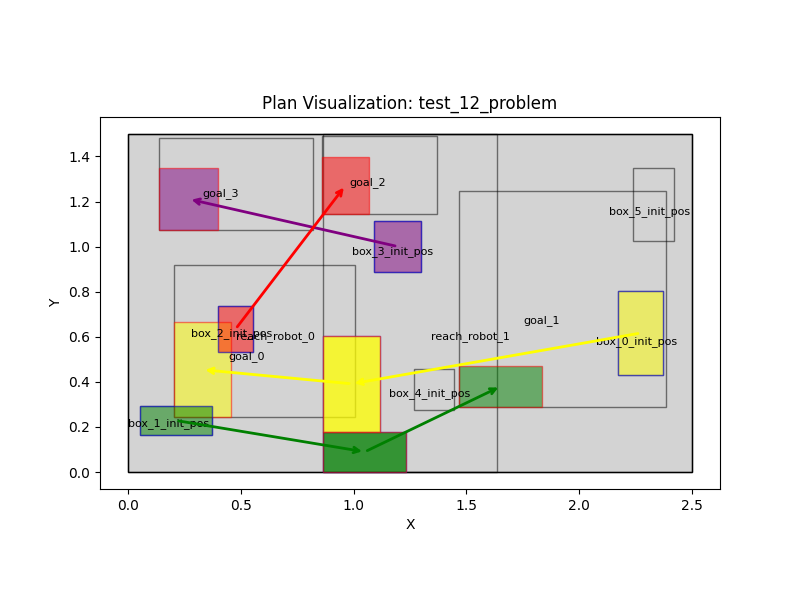 Plan Visualization: test_12_problem
1.4
1.2
1.0
0.8
0.6
0.4
0.2
0.0
Y
goal_3
goal_2
box_5_init_pos
box_3_init_pos
goal_1
box_2_init_pos
reach_robot_0
reach_robot_1
box_0_init_pos
goal_0
box_4_init_pos
box_1_init_pos
0.0
0.5
1.0
1.5
2.0
2.5
X